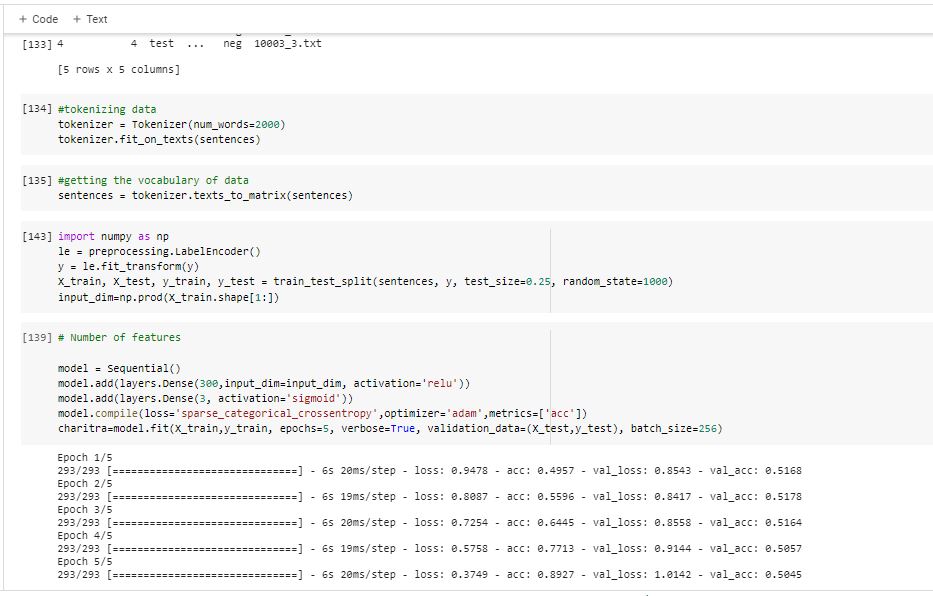 + Code + Text
[133] 4 4 test ... neg 10003_3.txt
[5 rows x 5 columns]
[134] #tokenizing data
tokenizer = Tokenizer(num_words=2000)
tokenizer.fit_on_texts(sentences)
[135] #getting the vocabulary of data
sentences = tokenizer.texts_to_matrix(sentences)
[143] import numpy as np
le = preprocessing.LabelEncoder()
y = le.fit_transform(y)
X_train, X_test, y_train, y_test = train_test_split(sentences, y, test_size=0.25, random_state=1000)
input_dim=np.prod(X_train.shape[1:])
[139] # Number of features
model = Sequential()
model.add(layers.Dense(300,input_dim=input_dim, activation='relu'))
model.add(layers.Dense(3, activation='sigmoid'))
model.compile(loss='sparse_categorical_crossentropy',optimizer='adam',metrics=['acc'])
charitra=model.fit(X_train,y_train, epochs=5, verbose=True, validation_data=(X_test,y_test), batch_size=256)
Epoch 1/5
293/293 [==============================] - 6s 20ms/step - loss: 0.9478 - acc: 0.4957 - val_loss: 0.8543 - val_acc: 0.5168
Epoch 2/5
293/293 [==============================] - 6s 19ms/step - loss: 0.8087 - acc: 0.5596 - val_loss: 0.8417 - val_acc: 0.5178
Epoch 3/5
293/293 [==============================] - 6s 20ms/step - loss: 0.7254 - acc: 0.6445 - val_loss: 0.8558 - val_acc: 0.5164
Epoch 4/5
293/293 [==============================] - 6s 19ms/step - loss: 0.5758 - acc: 0.7713 - val_loss: 0.9144 - val_acc: 0.5057
Epoch 5/5
293/293 [==============================] - 6s 20ms/step - loss: 0.3749 - acc: 0.8927 - val_loss: 1.0142 - val_acc: 0.5045